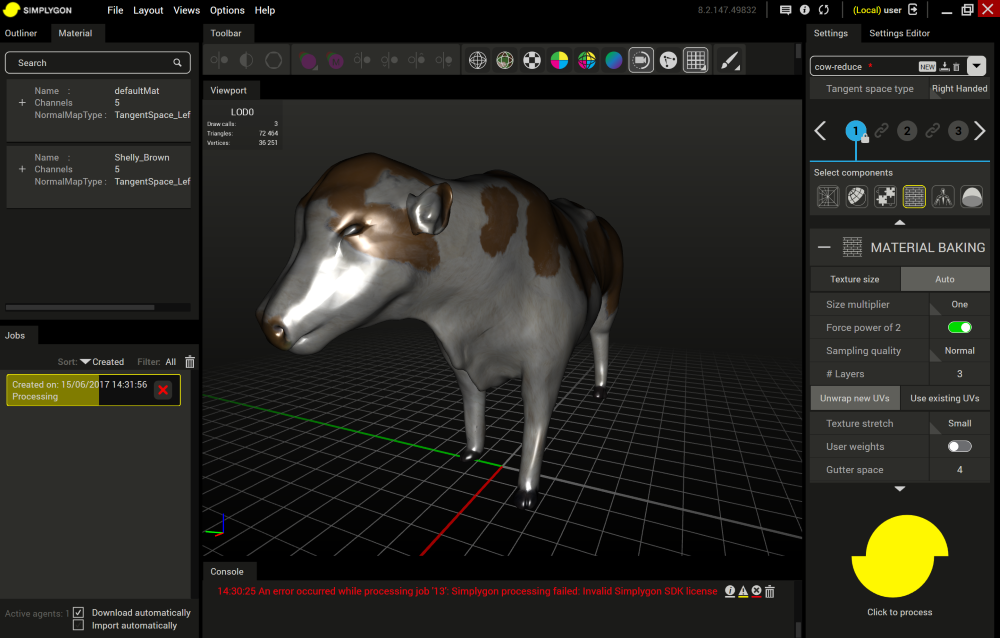 SIMPLYGON
File Layout Views Options Help
8.2.147.49832
(Local) user
Outliner Material
Search
Name : defaultMat
+ Channels 5
NormalMapType : TangentSpace_Lef
Name : Shelly_Brown
+ Channels 5
NormalMapType : TangentSpace_Lef
Jobs
Sort: Created Filter: All
Created on: 15/06/2017 14:31:56
Processing
Active agents: 1 Download automatically
Import automatically
Toolbar
Viewport
LOD0
Draw calls: 3
Triangles: 72 464
Vertices: 36 251
Console
14:30:25 An error occurred while processing job '13'. Simplygon processing failed: Invalid Simplygon SDK license
Settings Settings Editor
cow-reduce * NEW
Tangent space type Right Handed
1 2 3
Select components
MATERIAL BAKING
Texture size Auto
Size multiplier One
Force power of 2
Sampling quality Normal
# Layers 3
Unwrap new UVs Use existing UVs
Texture stretch Small
User weights
Gutter space 4
Click to process